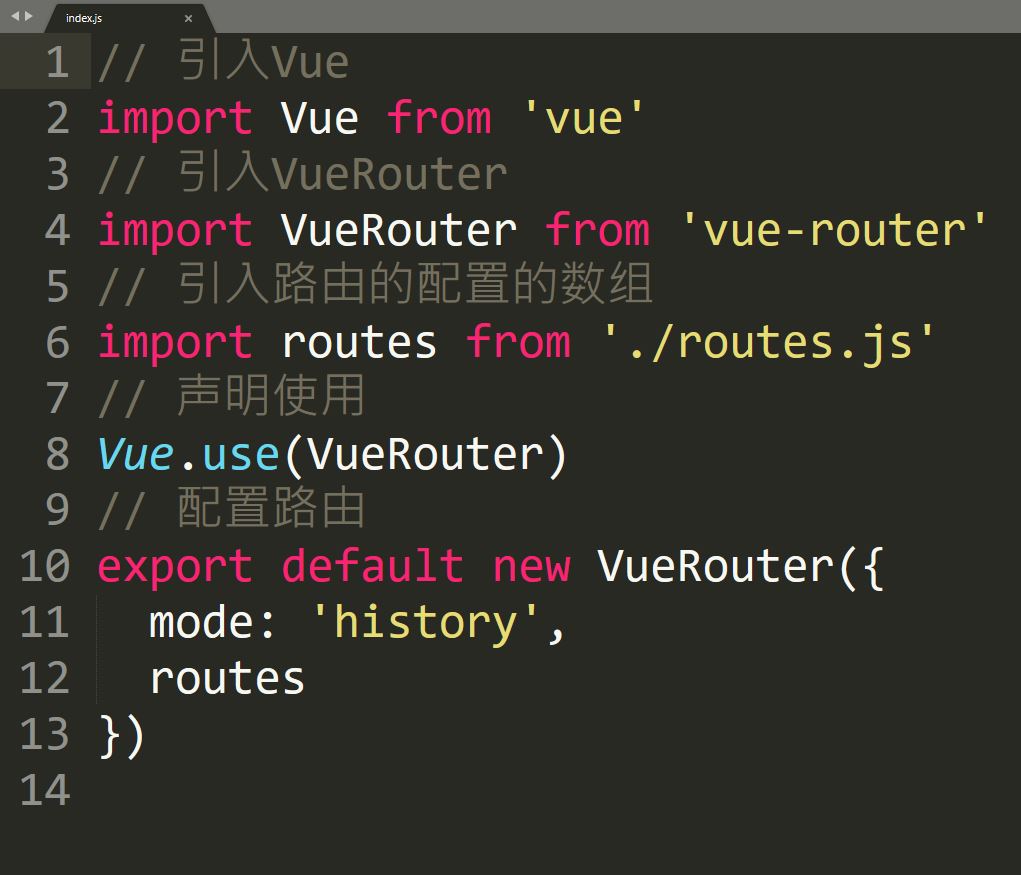 index.js
1 // 引入Vue
2 import Vue from 'vue'
3 // 引入VueRouter
4 import VueRouter from 'vue-router'
5 // 引入路由的配置的数组
6 import routes from './routes.js'
7 // 声明使用
8 Vue.use(VueRouter)
9 // 配置路由
10 export default new VueRouter({
11   mode: 'history',
12   routes
13 })
14